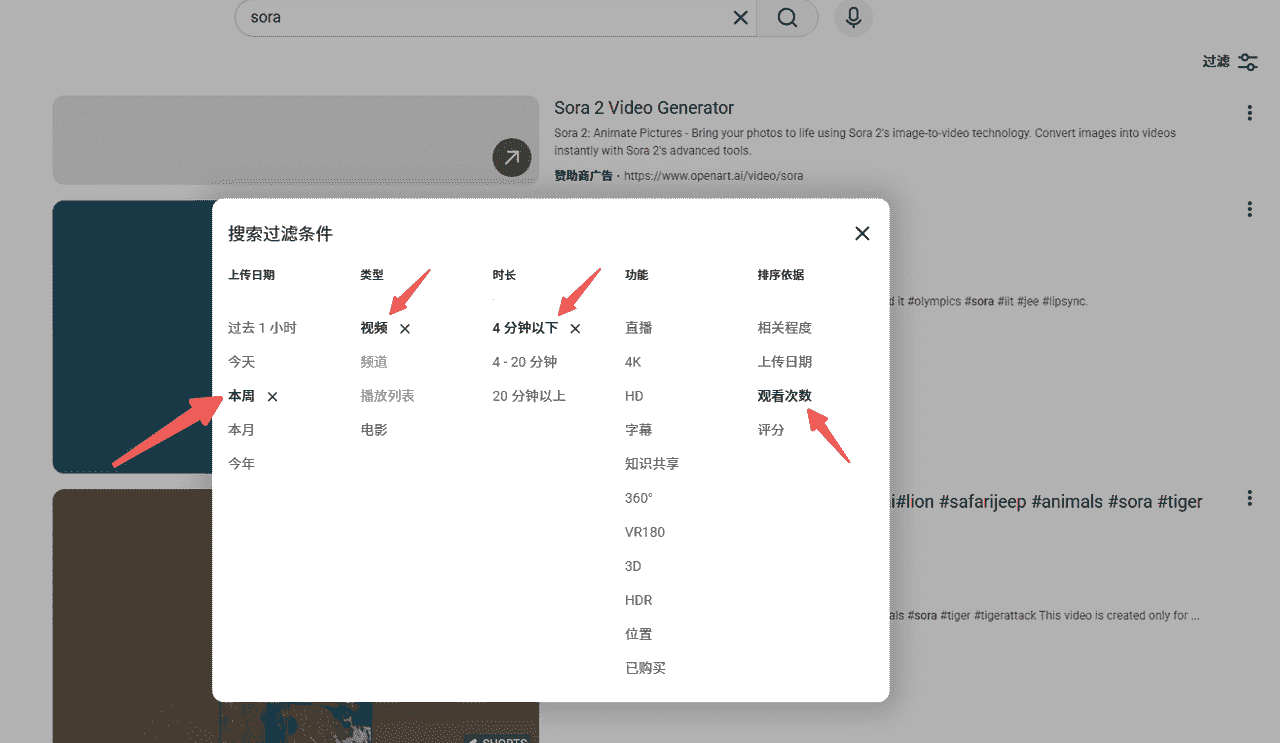 sora
过滤
Sora 2 Video Generator
Sora 2: Animate Pictures - Bring your photos to life using Sora 2's image-to-video technology. Convert images into videos
instantly with Sora 2's advanced tools.
赞助商广告 · https://www.openart.ai/video/sora
搜索过滤条件
上传日期
过去 1 小时
今天
本周
本月
今年
类型
视频
频道
播放列表
电影
时长
4 分钟以下
4 - 20 分钟
20 分钟以上
功能
直播
4K
HD
字幕
知识共享
360°
VR180
3D
HDR
位置
已购买
排序依据
相关程度
上传日期
观看次数
评分
d it #olympics #sora #iit #jee #lipsync.
i#lion #safarijeep #animals #sora #tiger
als #sora #tiger #tigerattack This video is created only for ...
SHORTS